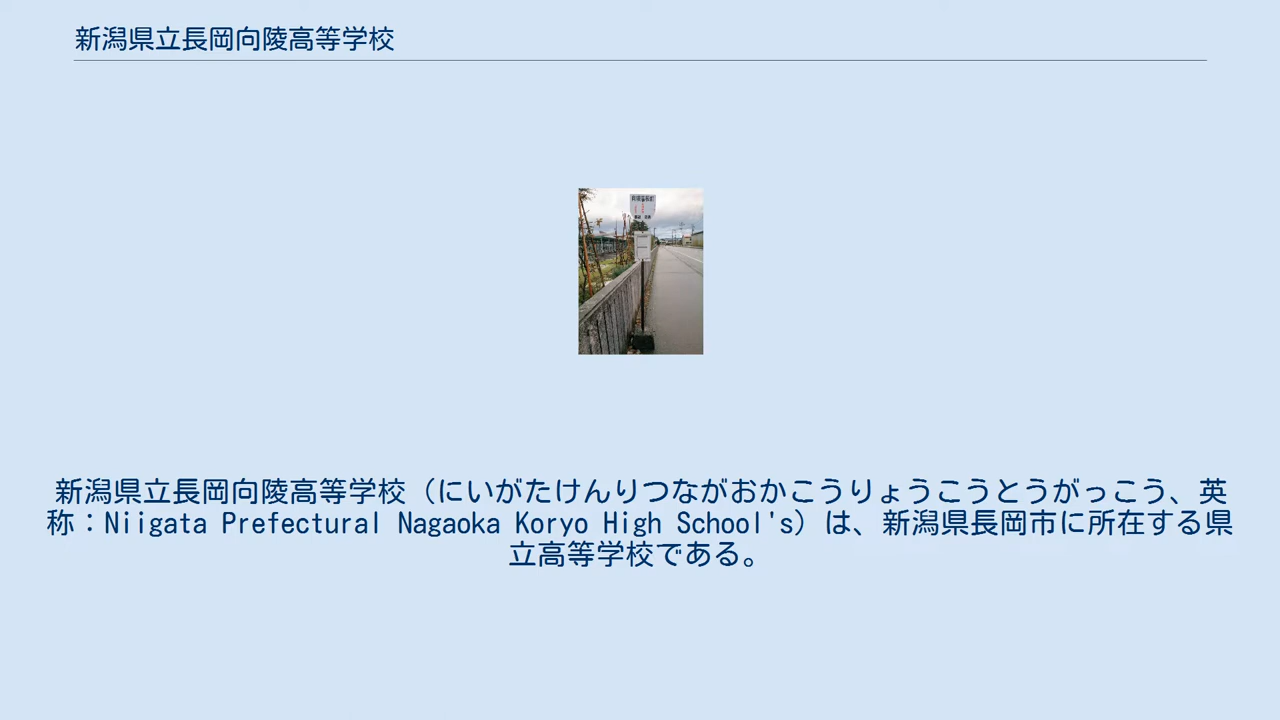 新潟県立長岡向陵高等学校
新潟県立長岡向陵高等学校（にいがたけんりつながおかこうりょうこうとうがっこう、英
称：Niigata Prefectural Nagaoka Koryo High School's）は、新潟県長岡市に所在する県
立高等学校である。